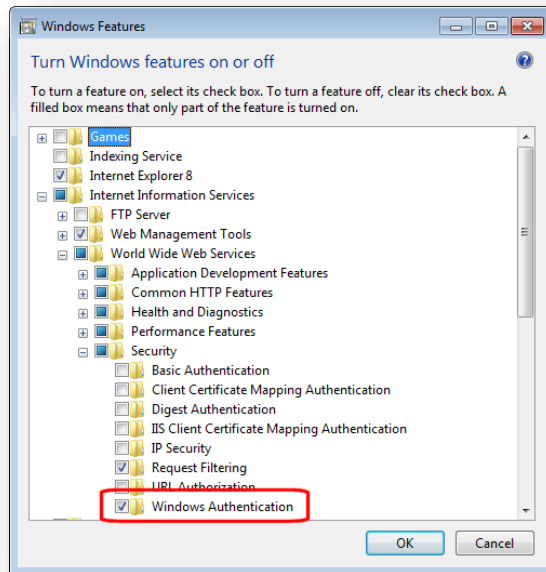 Windows Features
Turn Windows features on or off
To turn a feature on, select its check box. To turn a feature off, clear its check box. A
filled box means that only part of the feature is turned on.
Games
Indexing Service
Internet Explorer 8
Internet Information Services
FTP Server
Web Management Tools
World Wide Web Services
Application Development Features
Common HTTP Features
Health and Diagnostics
Performance Features
Security
Basic Authentication
Client Certificate Mapping Authentication
Digest Authentication
IIS Client Certificate Mapping Authentication
IP Security
Request Filtering
URL Authorization
Windows Authentication
OK
Cancel